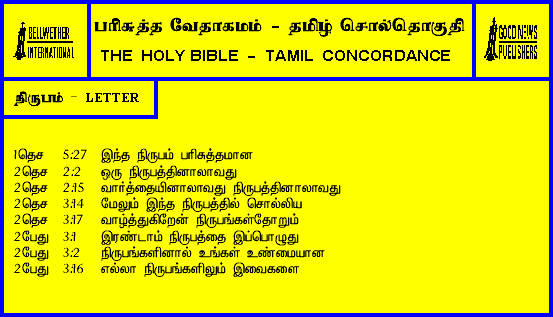 BELLWETHER
INTERNATIONAL
பரிசுத்த வேதாகமம் - தமிழ் சொல்தொகுதி
THE HOLY BIBLE - TAMIL CONCORDANCE
GOOD NEWS
PUBLISHERS
நிருபம் - LETTER
1தெச 5:27 இந்த நிருபம் பரிசுத்தமான
2தெச 2:2 ஒரு நிருபத்தினாலாவது
2தெச 2:15 வார்த்தையினாலாவது நிருபத்தினாலாவது
2தெச 3:14 மேலும் இந்த நிருபத்தில் சொல்லிய
2தெச 3:17 வாழ்த்துகிறேன் நிருபங்கள்தோறும்
2பேது 3:1 இரண்டாம் நிருபத்தை இப்பொழுது
2பேது 3:2 நிருபங்களினால் உங்கள் உண்மையான
2பேது 3:16 எல்லா நிருபங்களிலும் இவைகளை